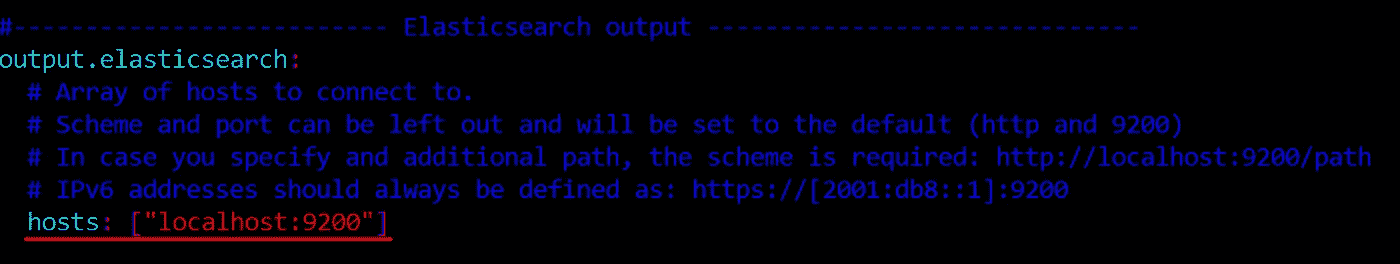 #-------------------------- Elasticsearch output ------------------------------
output.elasticsearch:
# Array of hosts to connect to.
# Scheme and port can be left out and will be set to the default (http and 9200)
# In case you specify and additional path, the scheme is required: http://localhost:9200/path
# IPv6 addresses should always be defined as: https://[2001:db8::1]:9200
hosts: ["localhost:9200"]